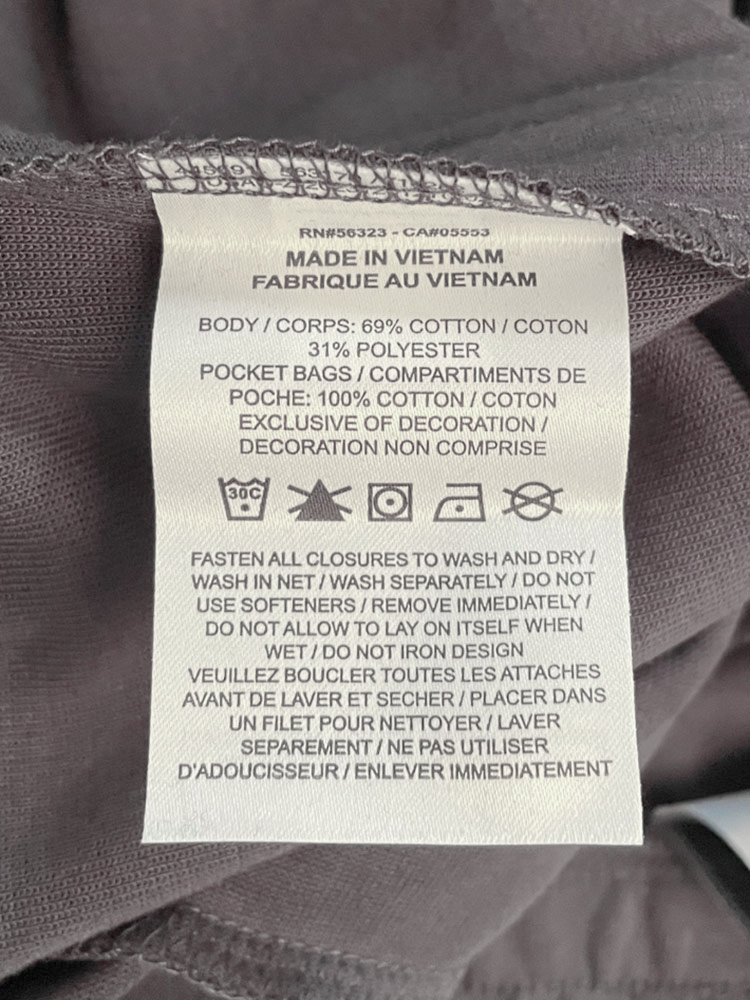 RN#56323 - CA#05553
MADE IN VIETNAM
FABRIQUE AU VIETNAM
BODY / CORPS: 69% COTTON / COTON
31% POLYESTER
POCKET BAGS / COMPARTIMENTS DE
POCHE: 100% COTTON / COTON
EXCLUSIVE OF DECORATION /
DECORATION NON COMPRISE
30C
FASTEN ALL CLOSURES TO WASH AND DRY /
WASH IN NET / WASH SEPARATELY / DO NOT
USE SOFTENERS / REMOVE IMMEDIATELY /
DO NOT ALLOW TO LAY ON ITSELF WHEN
WET / DO NOT IRON DESIGN
VEUILLEZ BOUCLER TOUTES LES ATTACHES
AVANT DE LAVER ET SECHER / PLACER DANS
UN FILET POUR NETTOYER / LAVER
SEPAREMENT / NE PAS UTILISER
D'ADOUCISSEUR / ENLEVER IMMEDIATEMENT